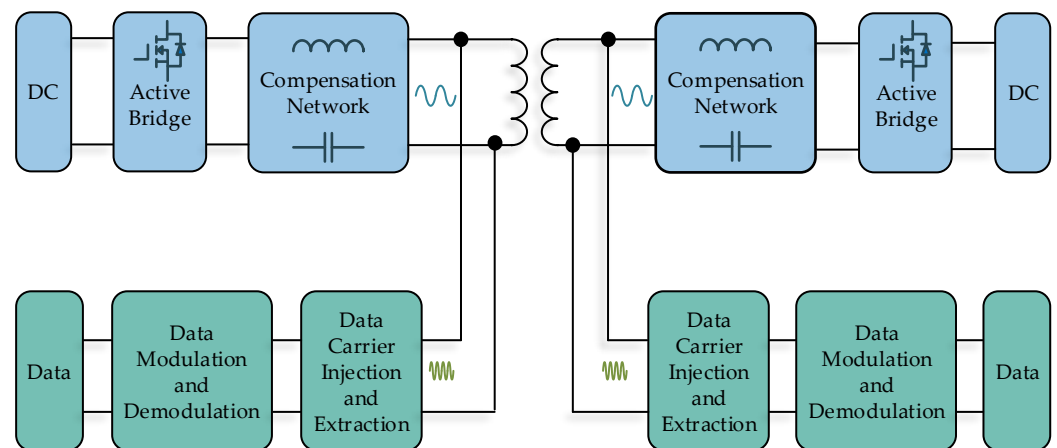 DC
Active
Bridge
Compensation
Network
Compensation
Network
Active
Bridge
DC
Data
Data
Modulation
and
Demodulation
Data
Carrier
Injection
and
Extraction
Data
Carrier
Injection
and
Extraction
Data
Modulation
and
Demodulation
Data